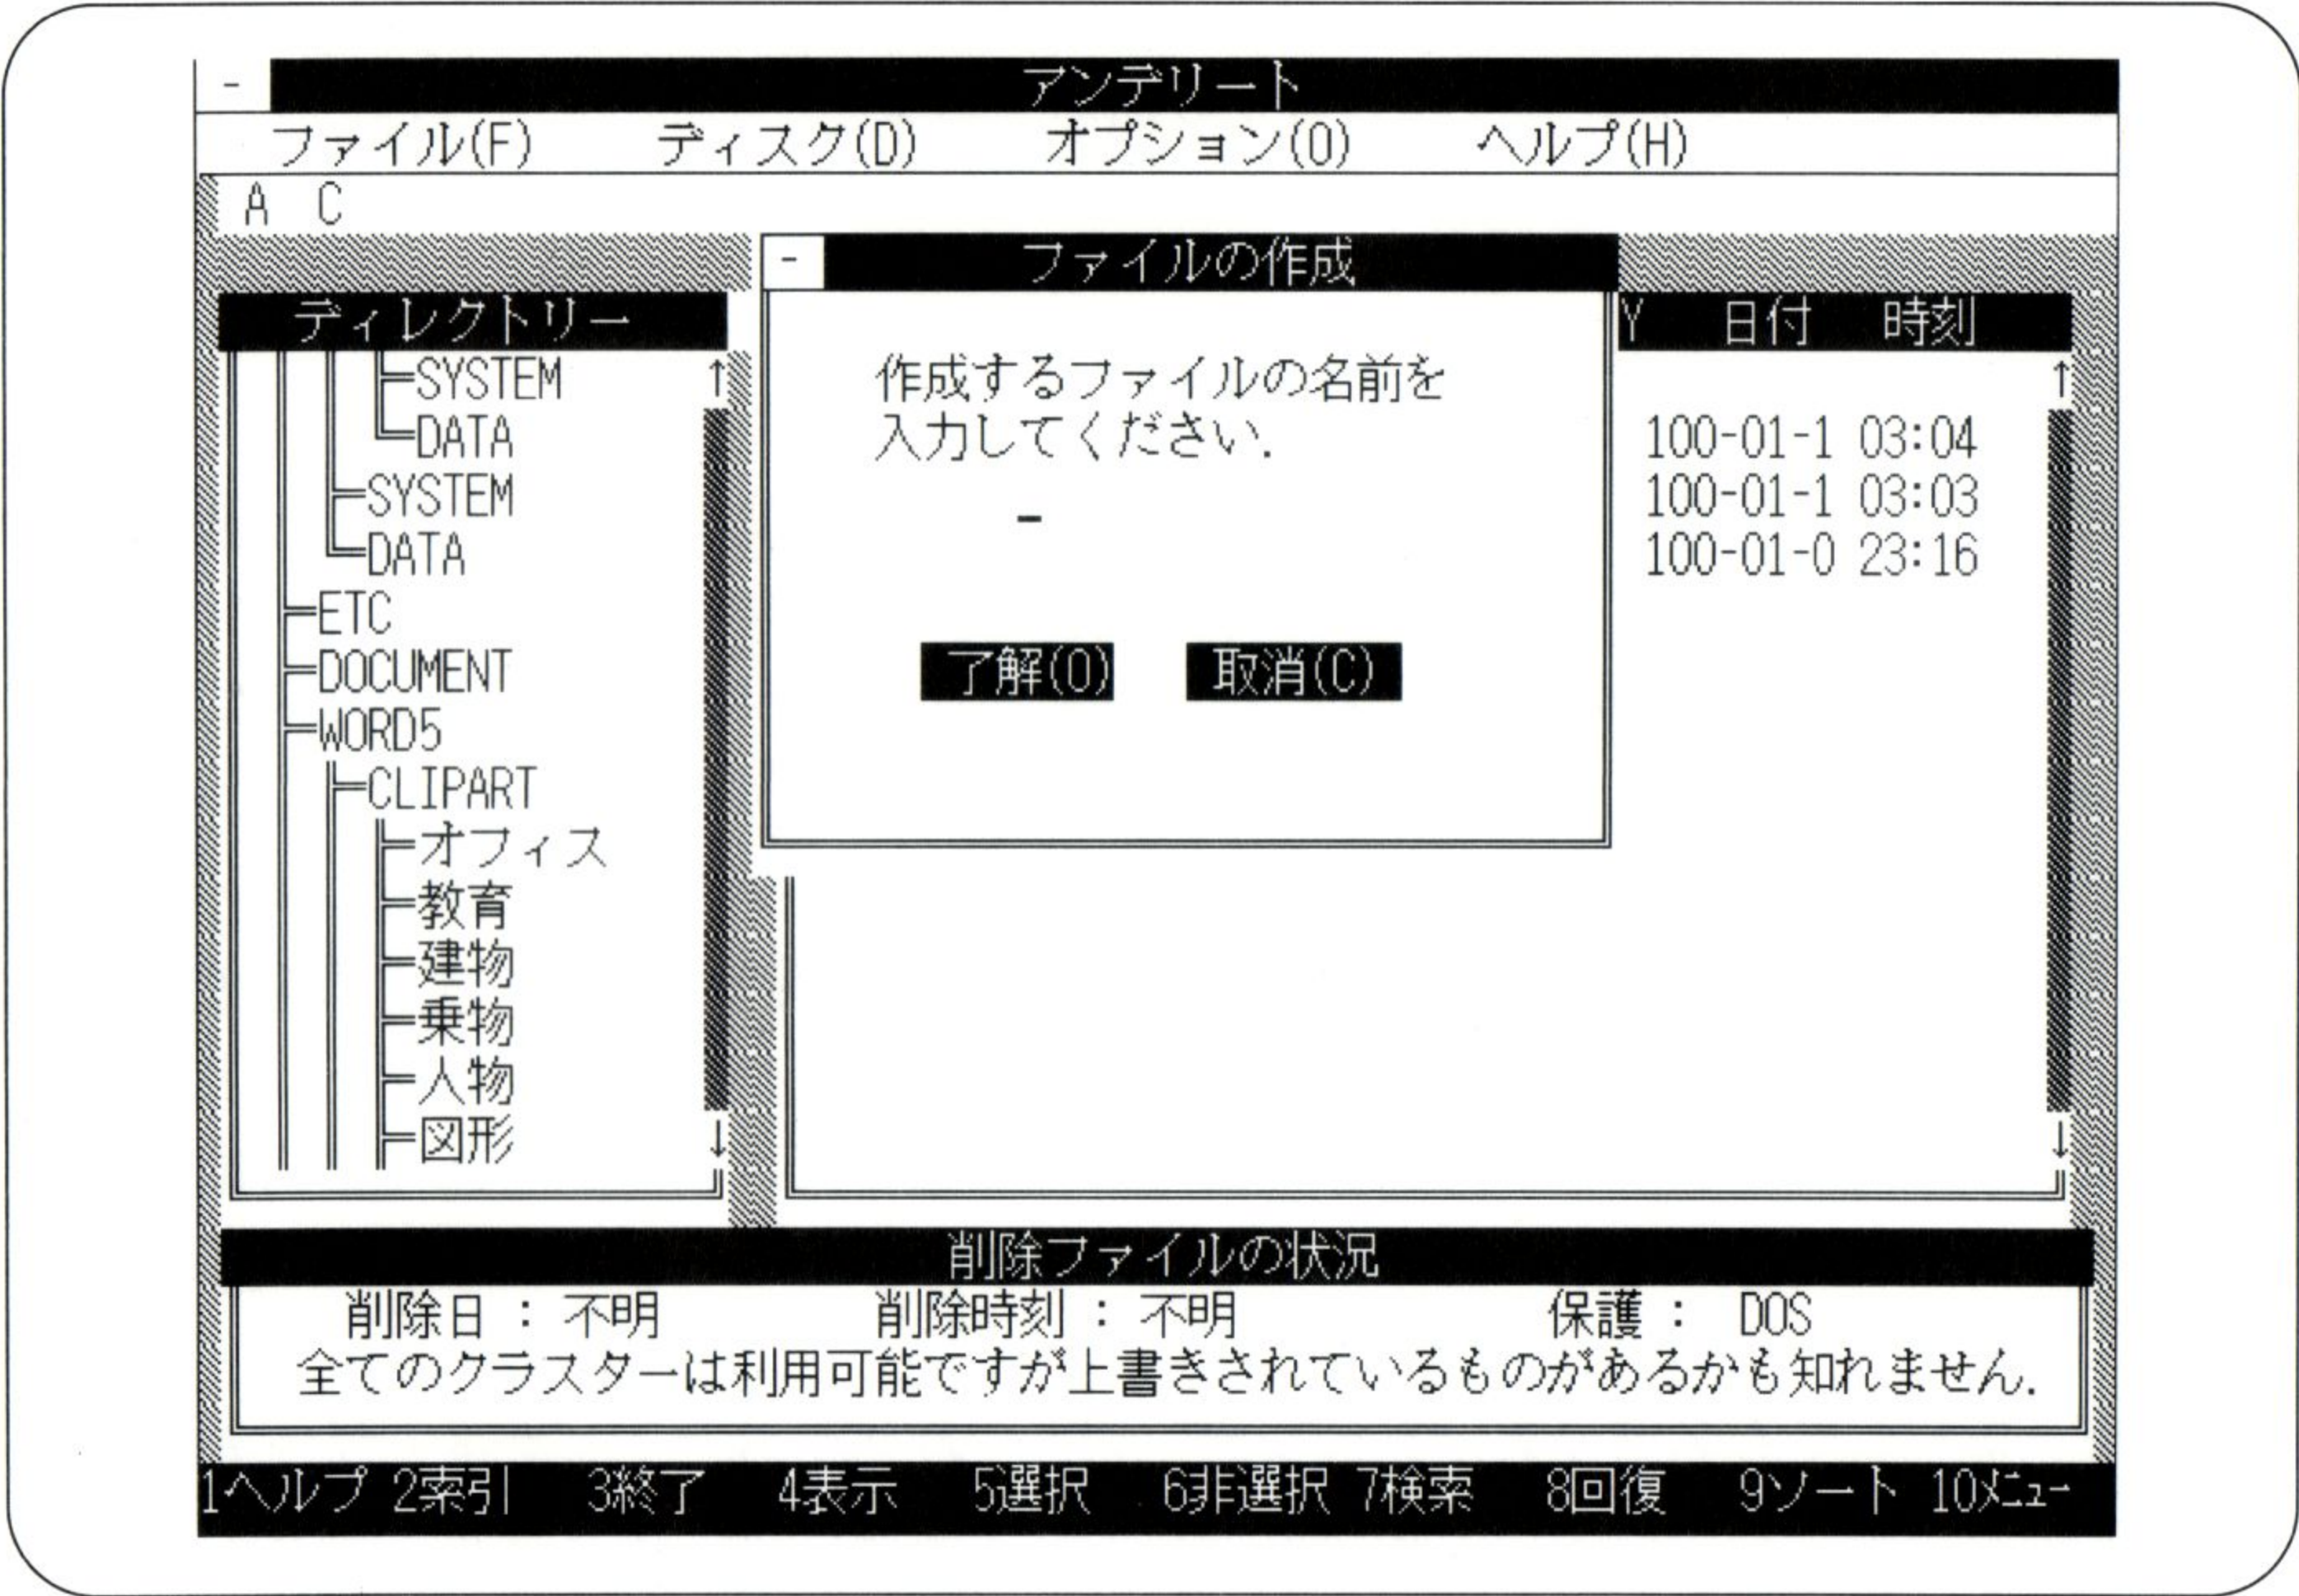 アンデリート
ファイル(F) ディスク(D) オプション(O) ヘルプ(H)
A C
ファイルの作成
ディレクトリー
Y 日付 時刻
SYSTEM
DATA
SYSTEM
DATA
ETC
DOCUMENT
WORD5
CLIPART
オフィス
教育
建物
乗物
人物
図形
作成するファイルの名前を
入力してください.
了解(O) 取消(C)
100-01-1 03:04
100-01-1 03:03
100-01-0 23:16
削除ファイルの状況
削除日 : 不明 削除時刻 : 不明 保護 : DOS
全てのクラスターは利用可能ですが上書きされているものがあるかも知れません.
1ヘルプ 2索引 3終了 4表示 5選択 6非選択 7検索 8回復 9ソート 10メニュー